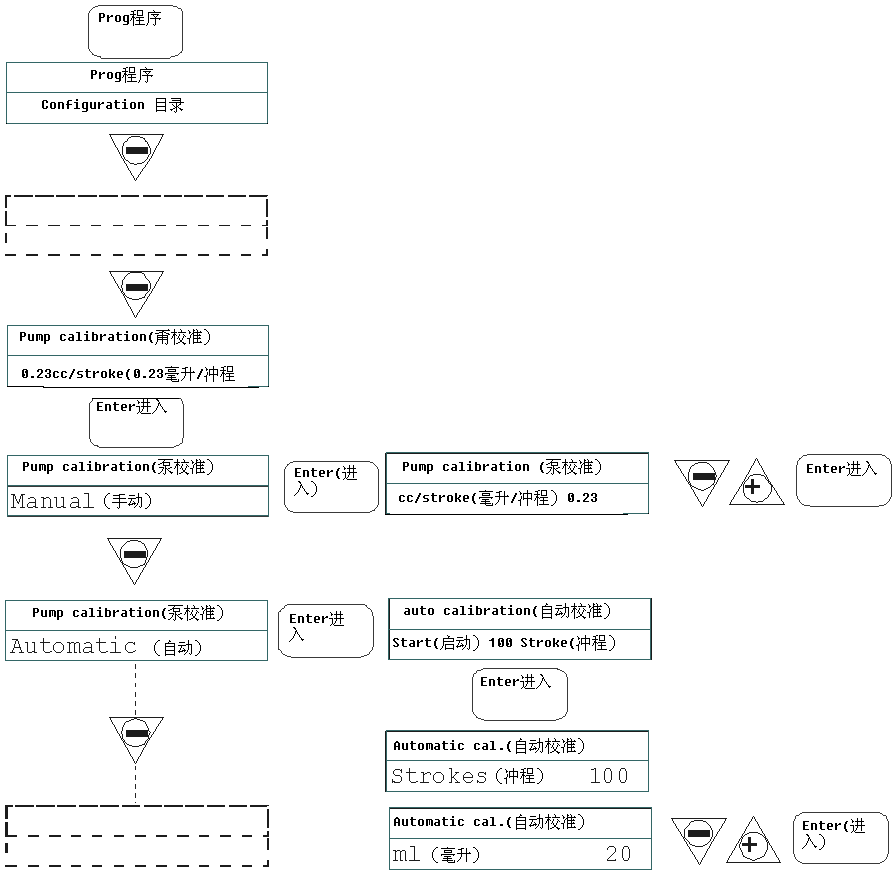 Prog程序
Prog程序
Configuration 目录
Pump calibration(甭校准)
0.23cc/stroke(0.23毫升/冲程
Enter进入
Pump calibration(泵校准)
Manual (手动)
Enter(进
入)
Pump calibration (泵校准)
cc/stroke(毫升/冲程) 0.23
+
Enter进入
Pump calibration(泵校准)
Automatic (自动)
Enter进
入
auto calibration(自动校准)
Start(启动) 100 Stroke(冲程)
Enter进入
Automatic cal.(自动校准)
Strokes (冲程) 100
Automatic cal.(自动校准)
ml (毫升) 20
+
Enter(进
入)